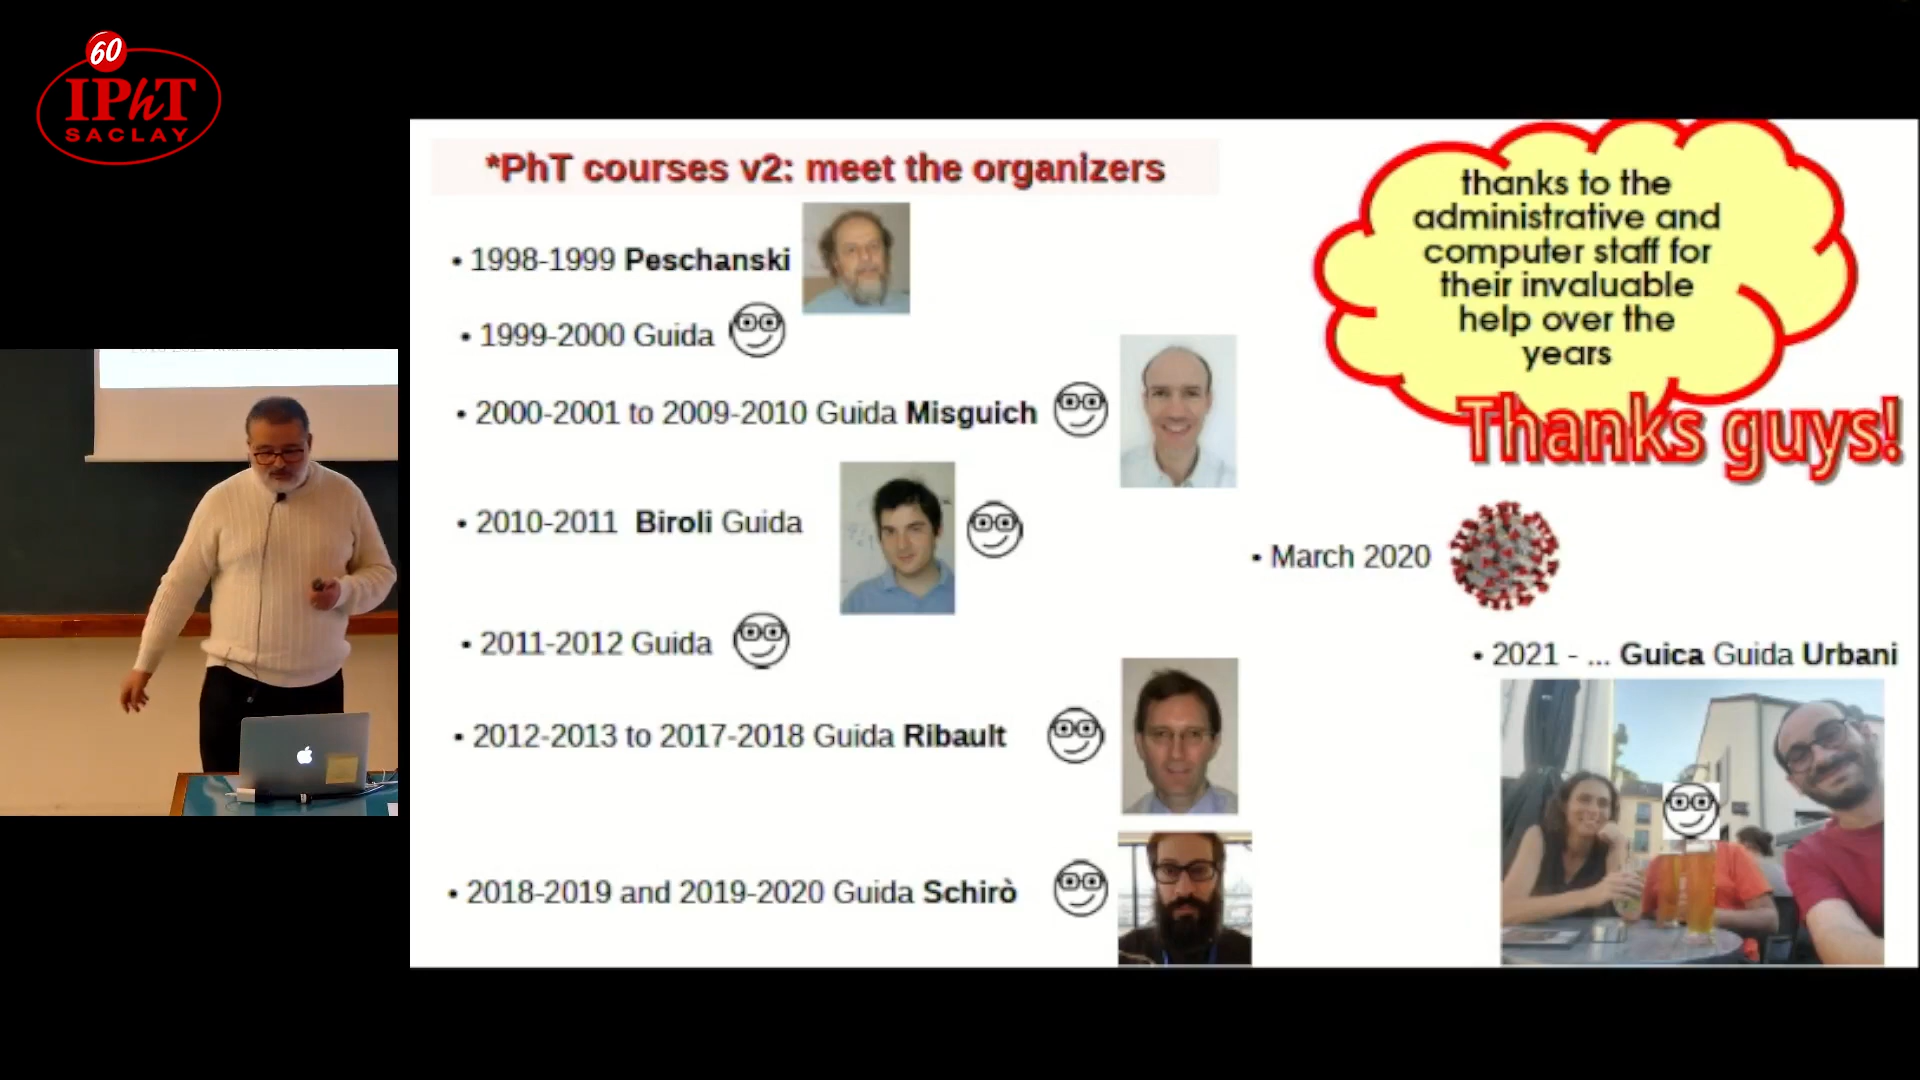 60
IPhT
SACLAY
*PhT courses v2: meet the organizers
• 1998-1999 Peschanski
• 1999-2000 Guida
• 2000-2001 to 2009-2010 Guida Misguich
• 2010-2011 Biroli Guida
• 2011-2012 Guida
• 2012-2013 to 2017-2018 Guida Ribault
• 2018-2019 and 2019-2020 Guida Schirò
thanks to the
administrative and
computer staff for
their invaluable
help over the
years
Thanks guys!
• March 2020
• 2021 - ... Guica Guida Urbani